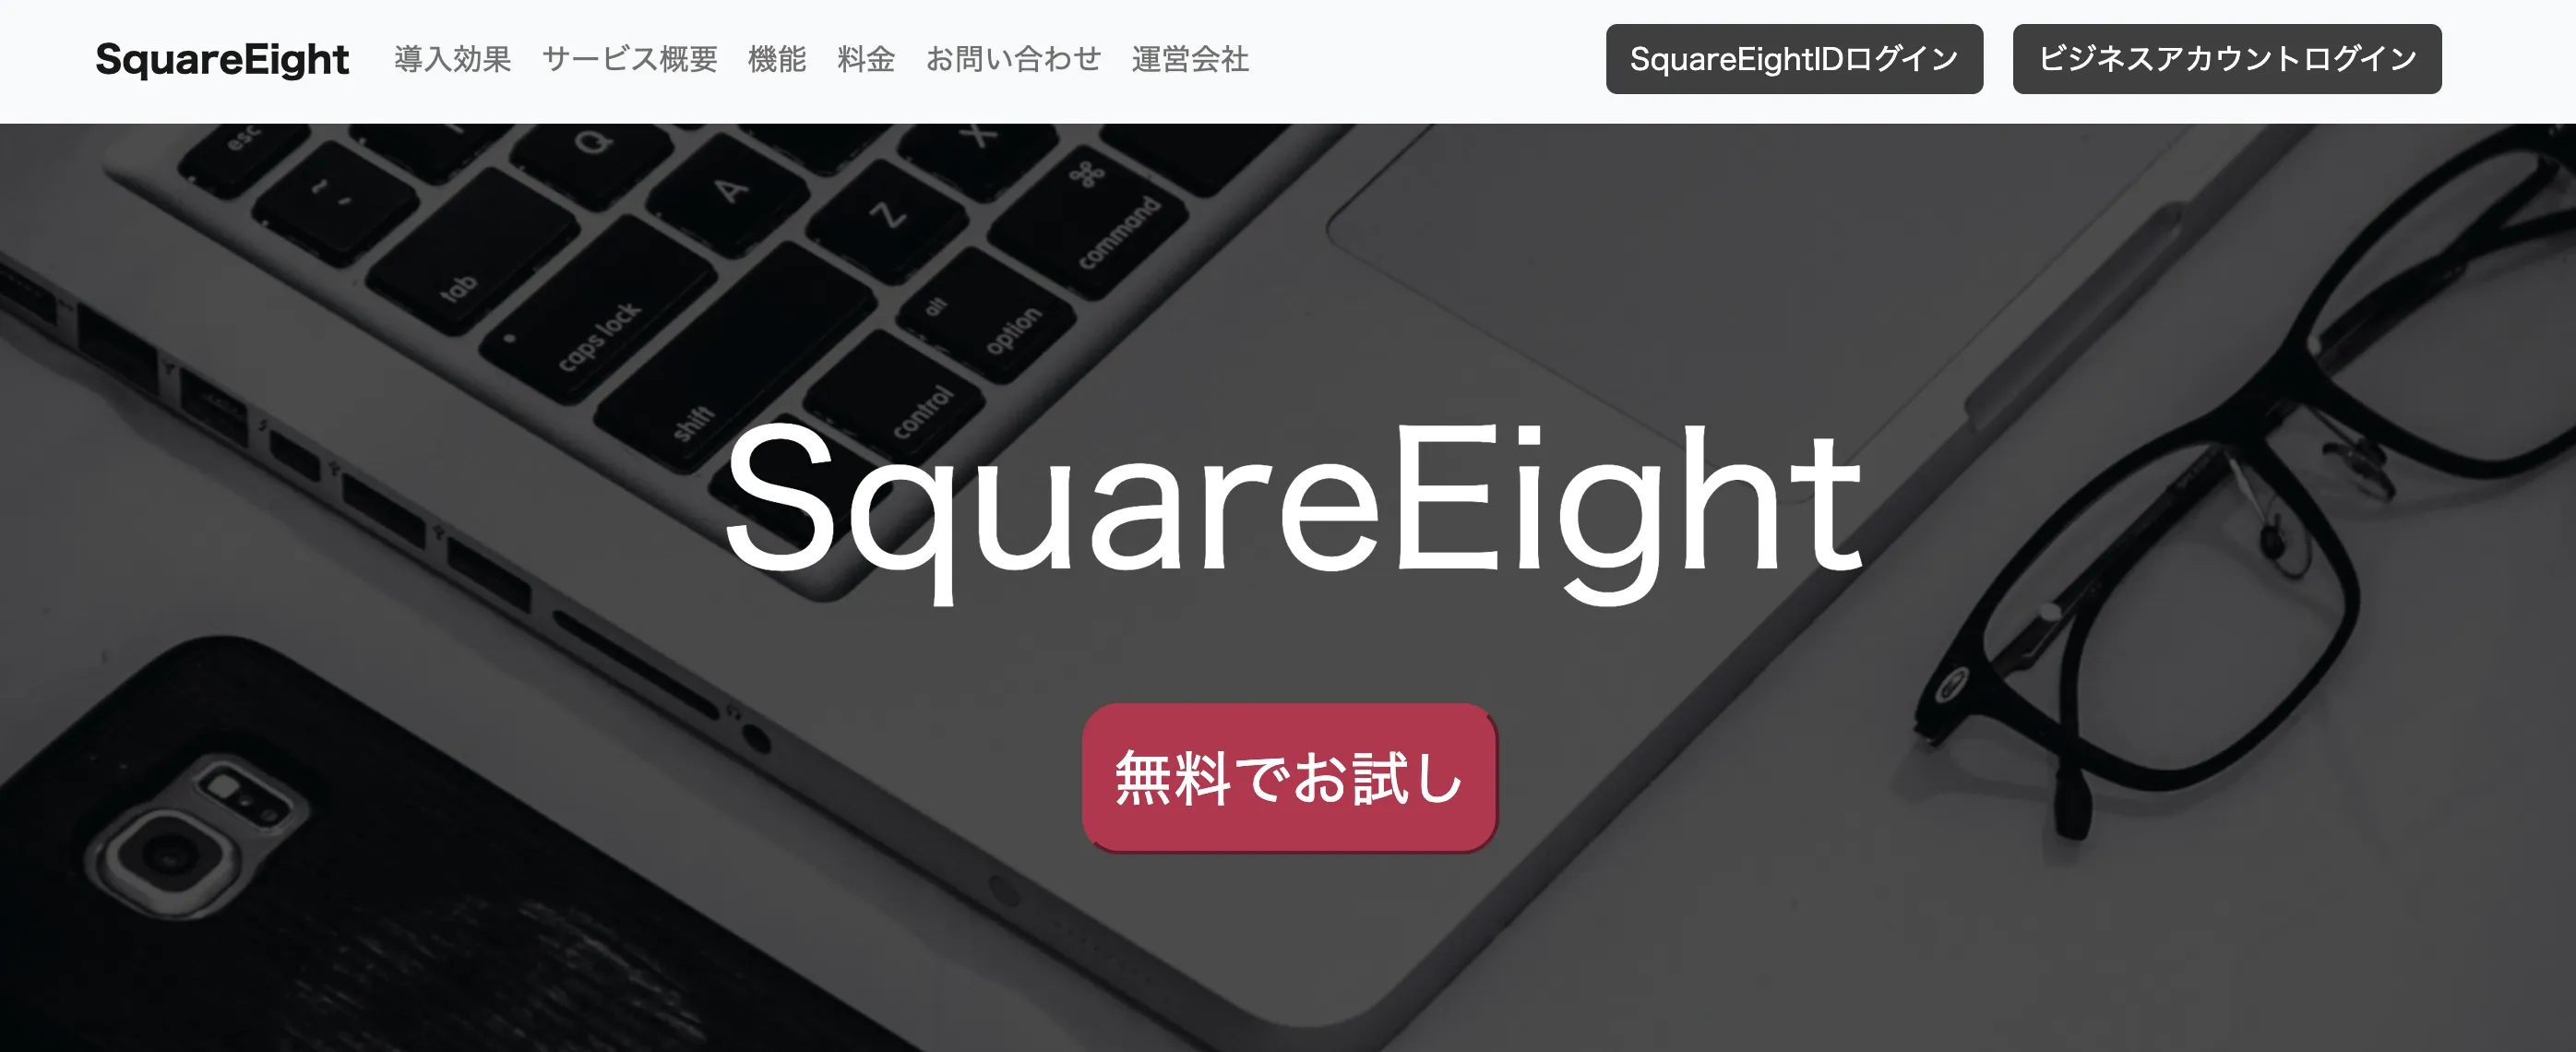 SquareEight 導入効果 サービス概要 機能 料金 お問い合わせ 運営会社 SquareEightIDログイン ビジネスアカウントログイン
esc
Q
A
Z
X
⌘
command
tab
caps lock
alt
option
shift
control
SquareEight
無料でお試し